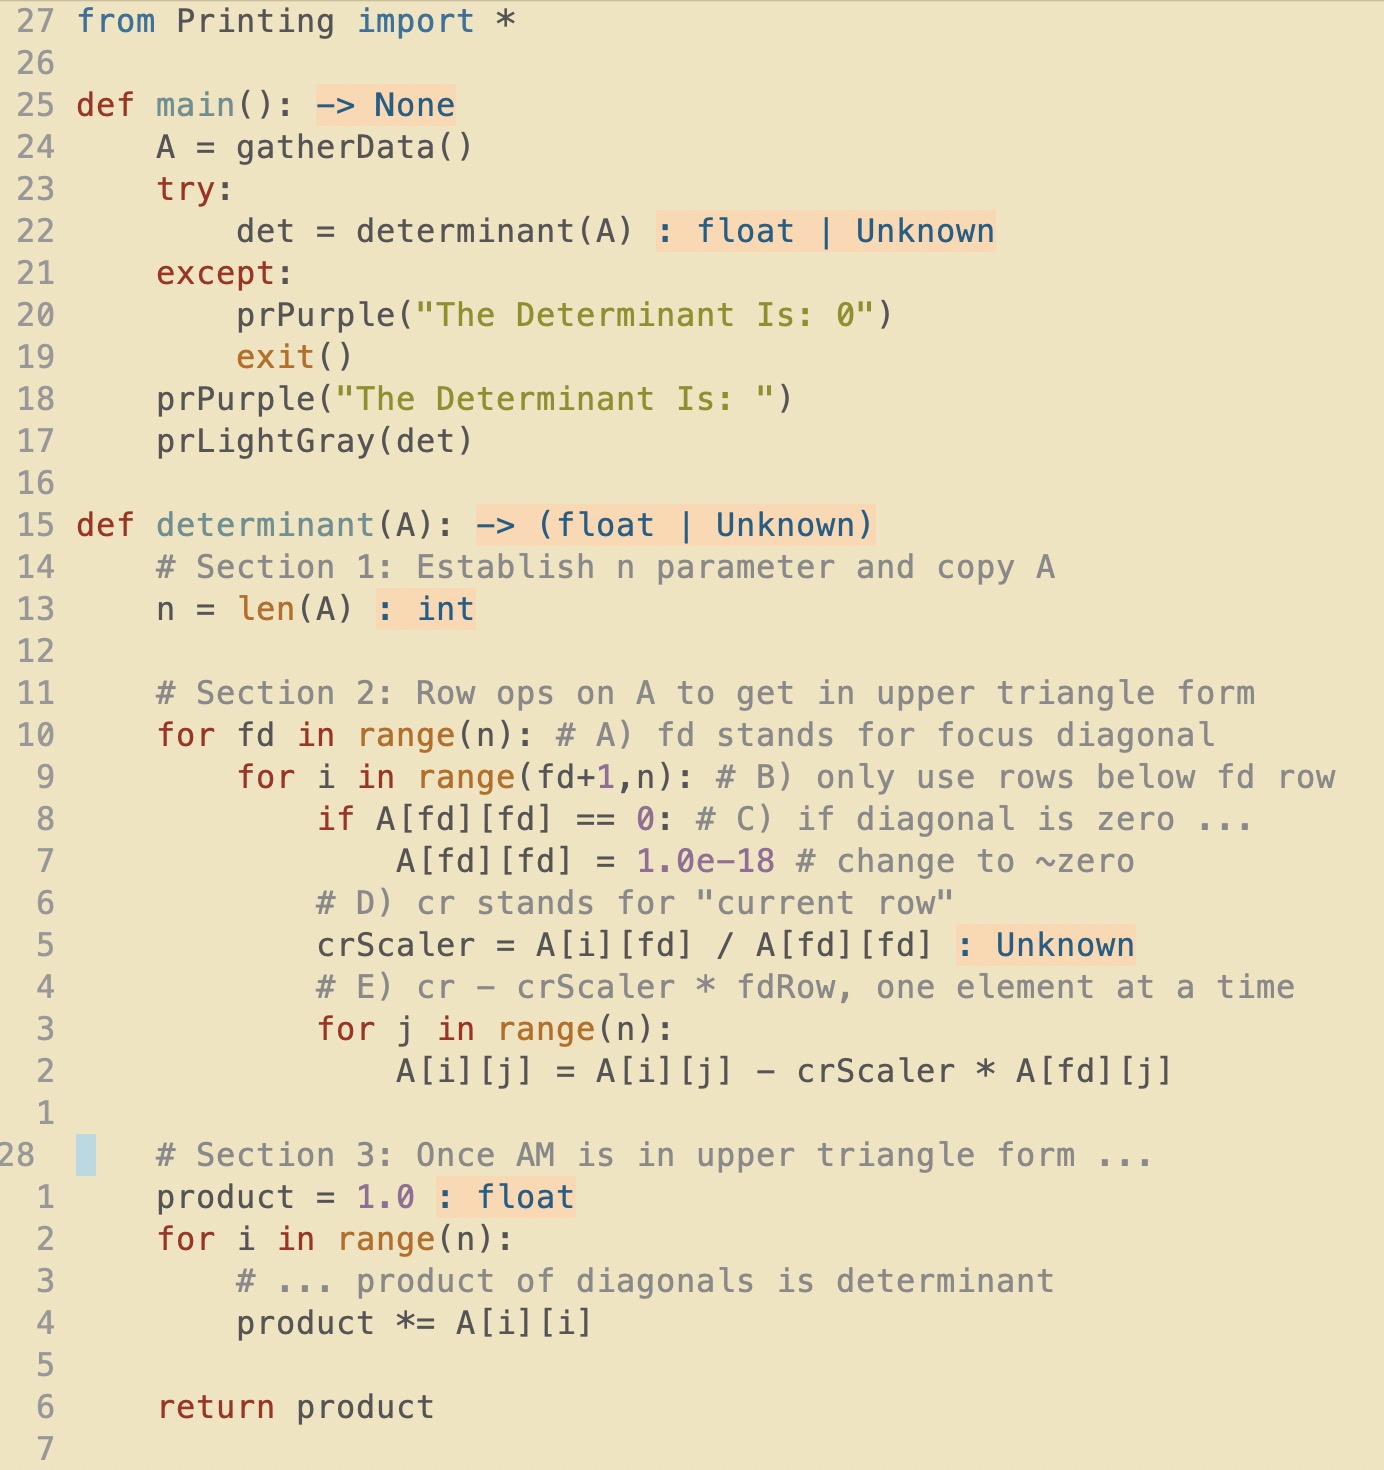 27 from Printing import *
26
25 def main(): -> None
24     A = gatherData()
23     try:
22         det = determinant(A) : float | Unknown
21     except:
20         prPurple("The Determinant Is: 0")
19         exit()
18     prPurple("The Determinant Is: ")
17     prLightGray(det)
16
15 def determinant(A): -> (float | Unknown)
14     # Section 1: Establish n parameter and copy A
13     n = len(A) : int
12
11     # Section 2: Row ops on A to get in upper triangle form
10     for fd in range(n): # A) fd stands for focus diagonal
9         for i in range(fd+1,n): # B) only use rows below fd row
8             if A[fd][fd] == 0: # C) if diagonal is zero ...
7                 A[fd][fd] = 1.0e-18 # change to ~zero
6             # D) cr stands for "current row"
5             crScaler = A[i][fd] / A[fd][fd] : Unknown
4             # E) cr - crScaler * fdRow, one element at a time
3             for j in range(n):
2                 A[i][j] = A[i][j] - crScaler * A[fd][j]
1
28     # Section 3: Once AM is in upper triangle form ...
1     product = 1.0 : float
2     for i in range(n):
3         # ... product of diagonals is determinant
4         product *= A[i][i]
5
6     return product
7